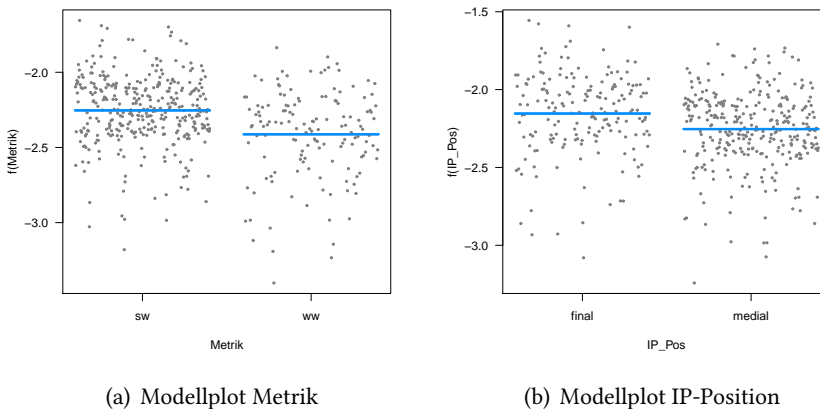 −2.0
−2.5
−3.0
f(Metrik)
sw
ww
Metrik
−1.5
−2.0
−2.5
−3.0
f(IP_Pos)
final
medial
IP_Pos
(a) Modellplot Metrik
(b) Modellplot IP-Position